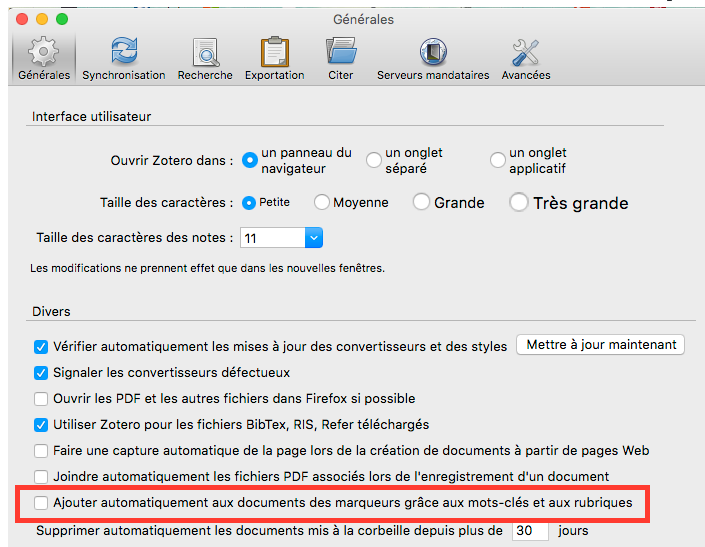 Générales
Générales Synchronisation Recherche Exportation Citer Serveurs mandataires Avancées
Interface utilisateur
Ouvrir Zotero dans : un panneau du navigateur un onglet séparé un onglet applicatif
Taille des caractères : Petite Moyenne Grande Très grande
Taille des caractères des notes : 11
Les modifications ne prennent effet que dans les nouvelles fenêtres.
Divers
Vérifier automatiquement les mises à jour des convertisseurs et des styles Mettre à jour maintenant
Signaler les convertisseurs défectueux
Ouvrir les PDF et les autres fichiers dans Firefox si possible
Utiliser Zotero pour les fichiers BibTex, RIS, Refer téléchargés
Faire une capture automatique de la page lors de la création de documents à partir de pages Web
Joindre automatiquement les fichiers PDF associés lors de l'enregistrement d'un document
Ajouter automatiquement aux documents des marqueurs grâce aux mots-clés et aux rubriques
Supprimer automatiquement les documents mis à la corbeille depuis plus de 30 jours